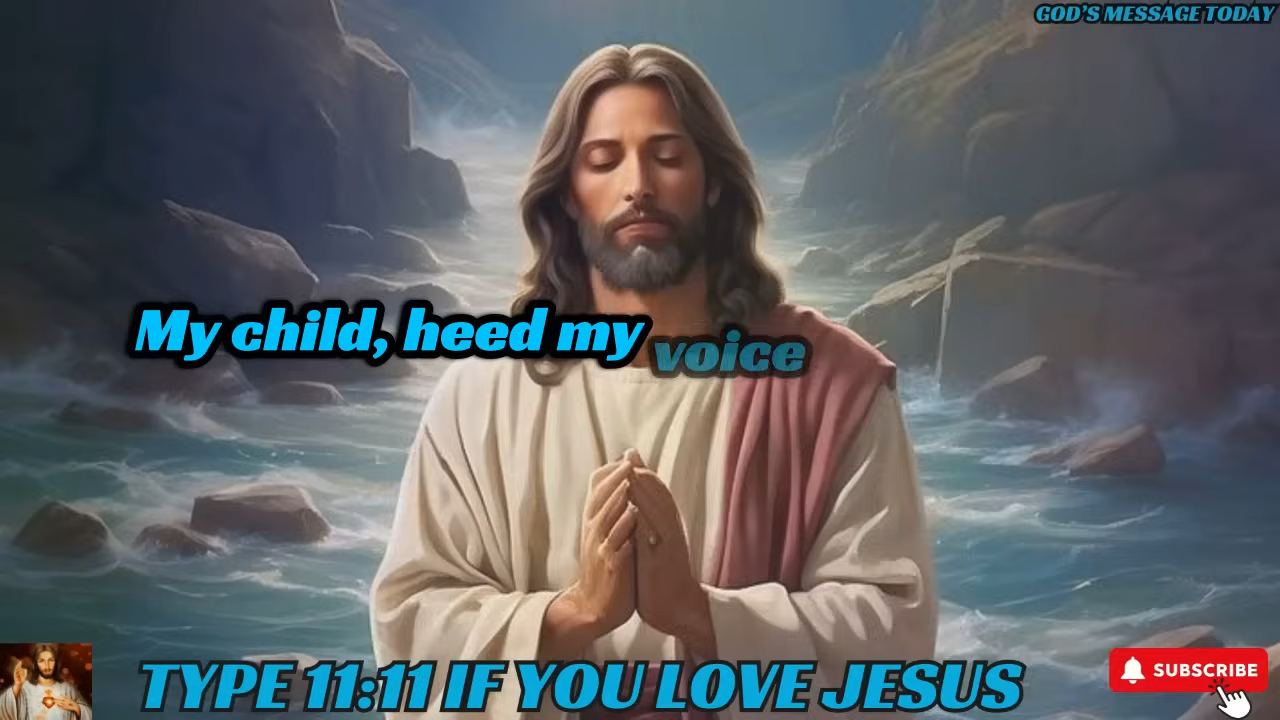 GOD'S MESSAGE TODAY
My child, heed my voice
TYPE 11:11 IF YOU LOVE JESUS
SUBSCRIBE